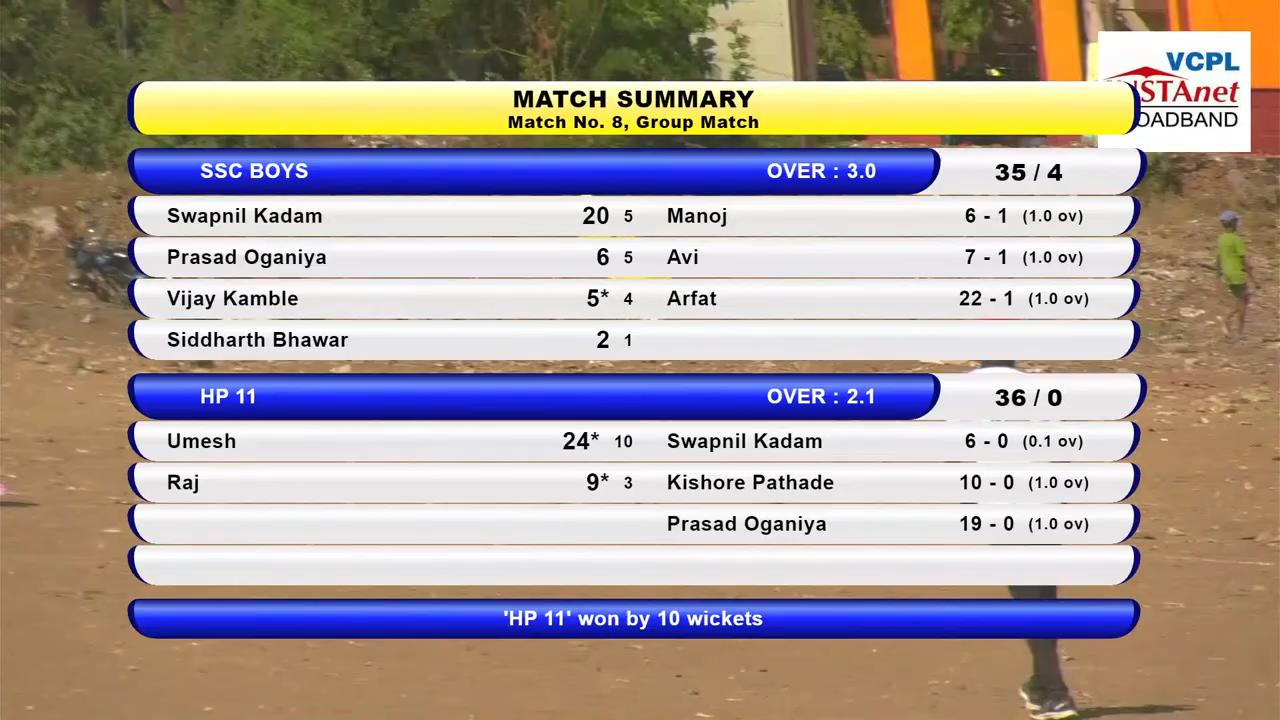 VCPL
INSTAnet
MATCH SUMMARY
Match No. 8, Group Match
SSC BOYS OVER : 3.0 35 / 4
Swapnil Kadam 20 5 Manoj 6 - 1 (1.0 ov)
Prasad Oganiya 6 5 Avi 7 - 1 (1.0 ov)
Vijay Kamble 5* 4 Arfat 22 - 1 (1.0 ov)
Siddharth Bhawar 2 1
HP 11 OVER : 2.1 36 / 0
Umesh 24* 10 Swapnil Kadam 6 - 0 (0.1 ov)
Raj 9* 3 Kishore Pathade 10 - 0 (1.0 ov)
Prasad Oganiya 19 - 0 (1.0 ov)
'HP 11' won by 10 wickets